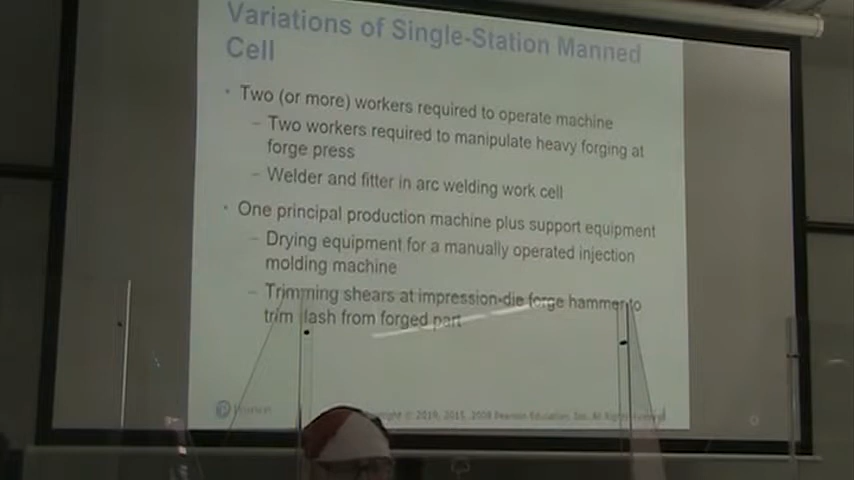 Variations of Single-Station Manned
Cell
• Two (or more) workers required to operate machine
– Two workers required to manipulate heavy forging at
forge press
– Welder and fitter in arc welding work cell
• One principal production machine plus support equipment
– Drying equipment for a manually operated injection
molding machine
– Trimming shears at impression-die forge hammer to
trim flash from forged part
Pearson
Copyright © 2019, 2015, 2008 Pearson Education, Inc. All Rights Reserved